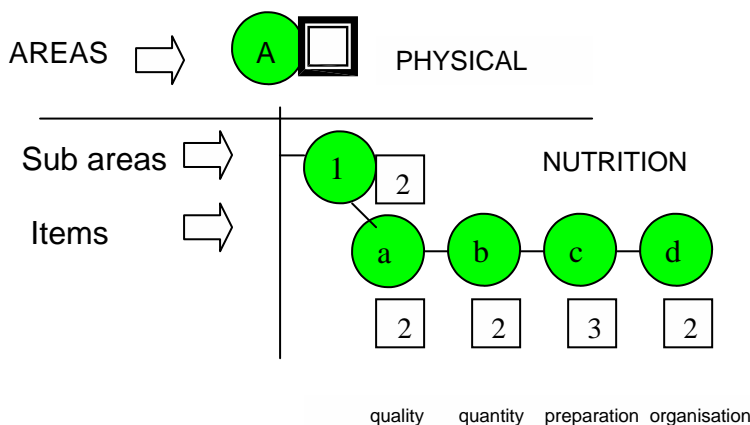 AREAS A PHYSICAL
Sub areas 1 2 NUTRITION
Items
a b c d
2 2 3 2
quality quantity preparation organisation